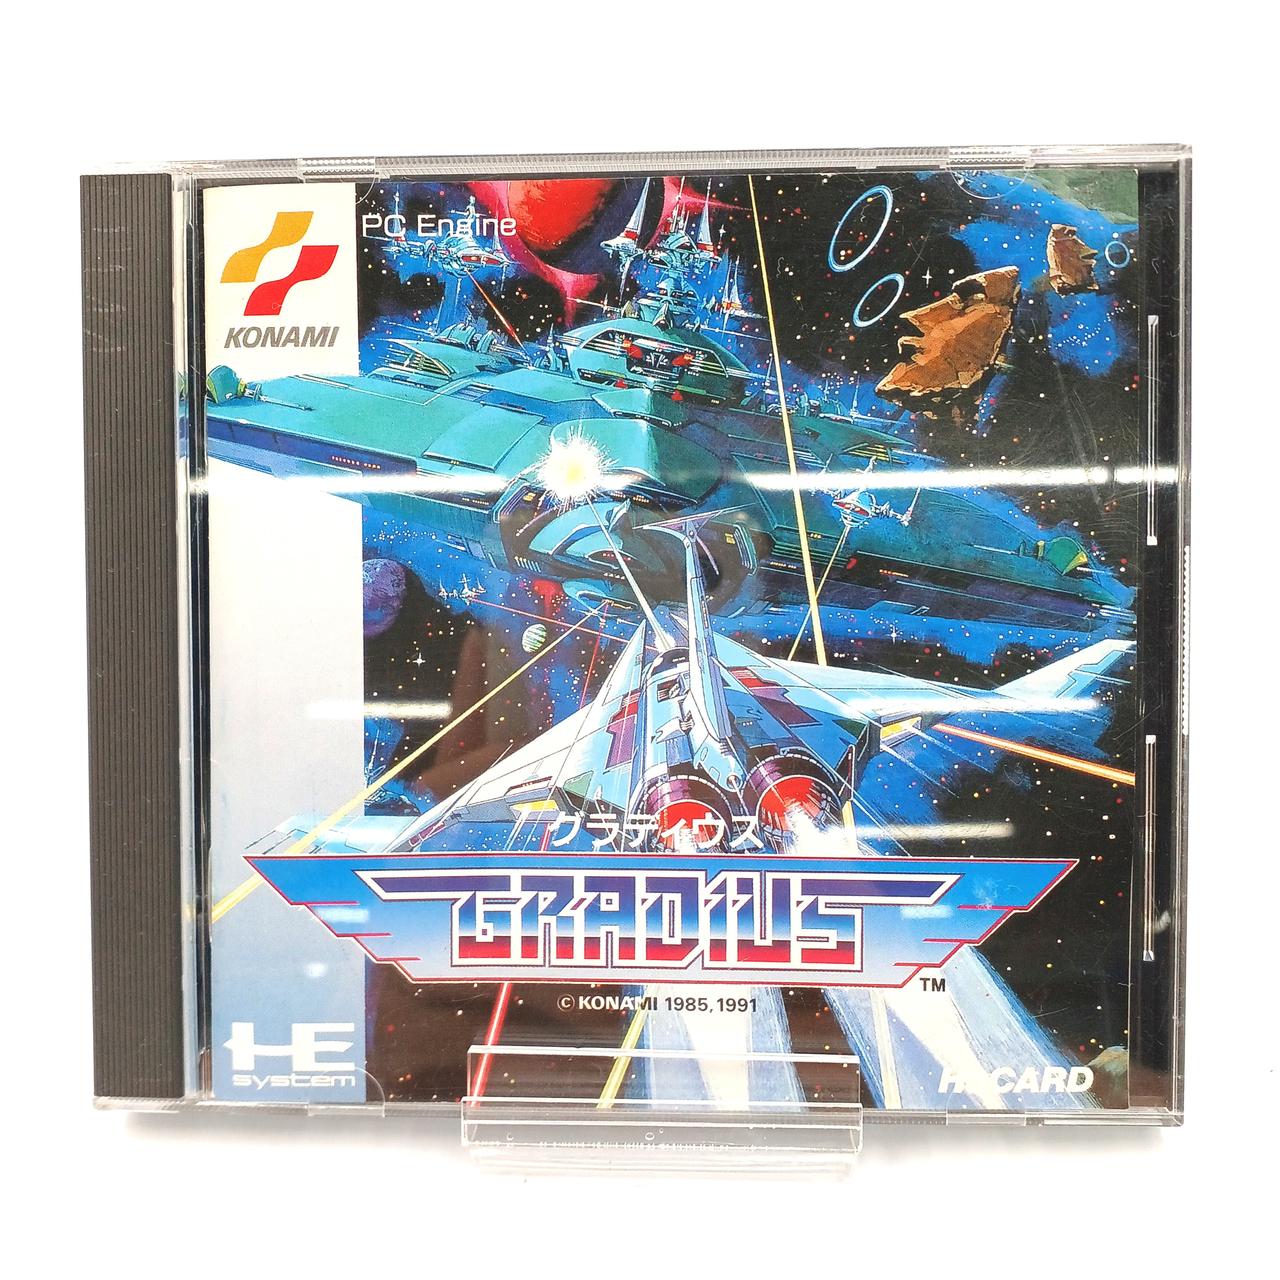 KONAMI
PC Engine
グラディウス
GRADIUS
TM
© KONAMI 1985, 1991
HE
system
HuCARD